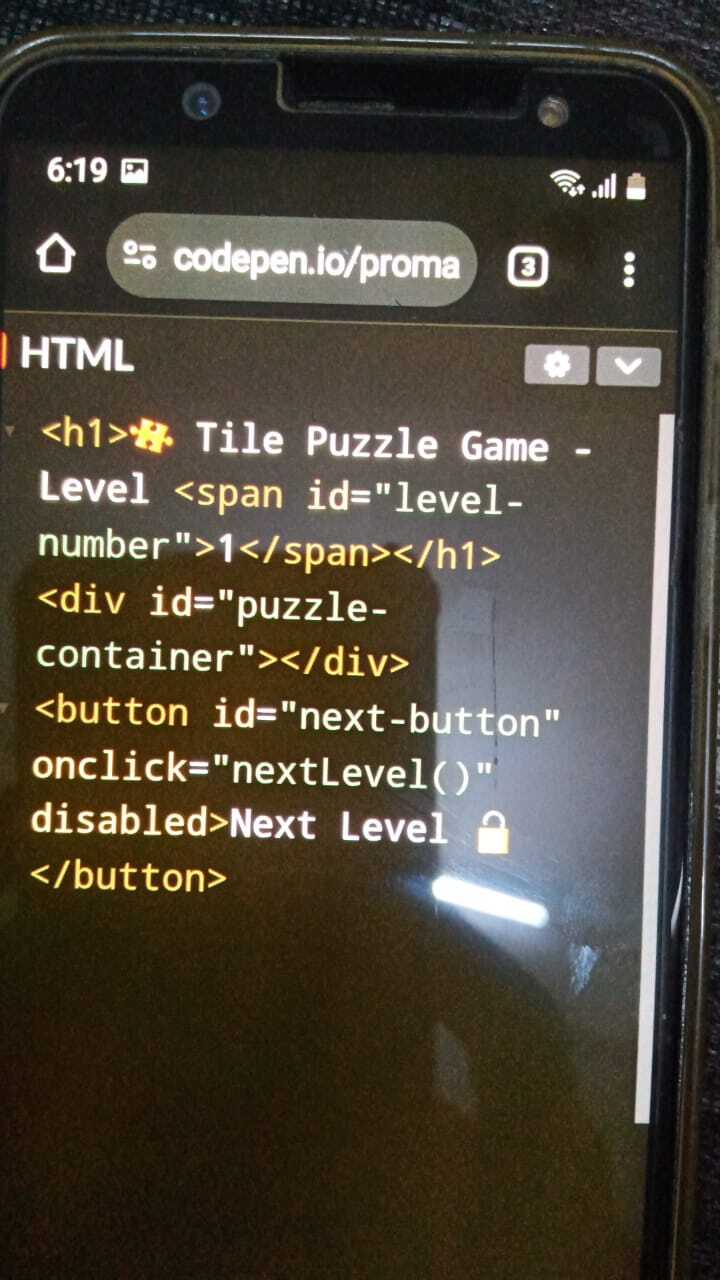 6:19
codepen.io/proma
3
HTML
<h1>🧩 Tile Puzzle Game -
Level <span id="level-
number">1</span></h1>
<div id="puzzle-
container"></div>
<button id="next-button"
onclick="nextLevel()"
disabled>Next Level 🔒
</button>